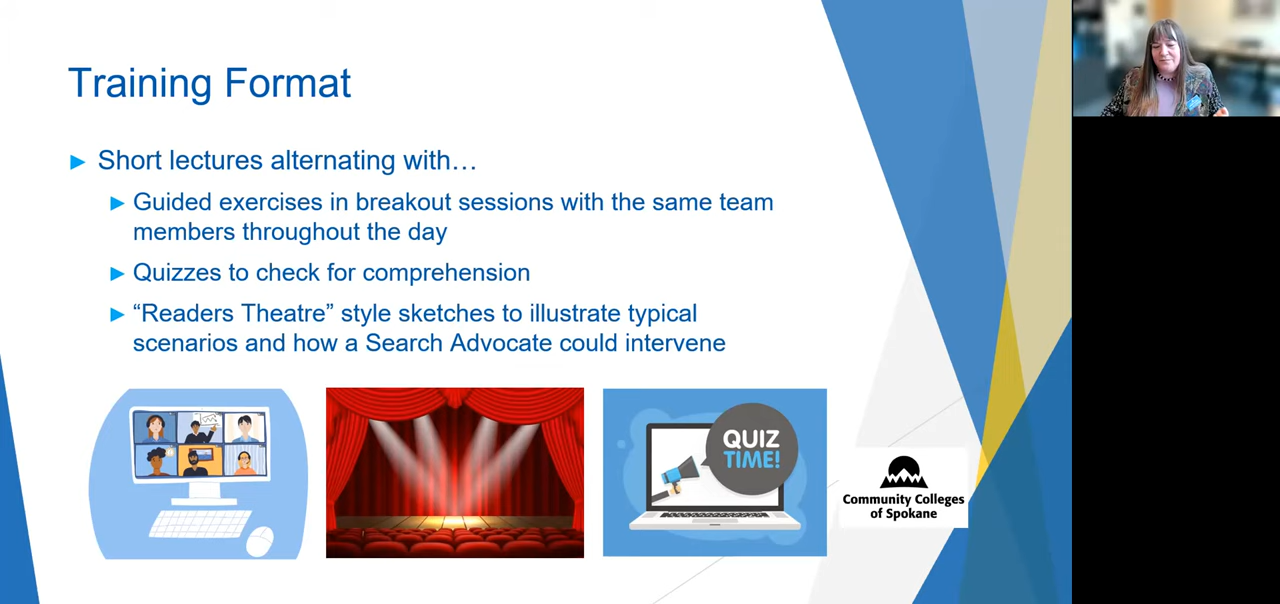 Training Format
Short lectures alternating with…
Guided exercises in breakout sessions with the same team
members throughout the day
Quizzes to check for comprehension
“Readers Theatre” style sketches to illustrate typical
scenarios and how a Search Advocate could intervene
QUIZ
TIME!
Community Colleges
of Spokane